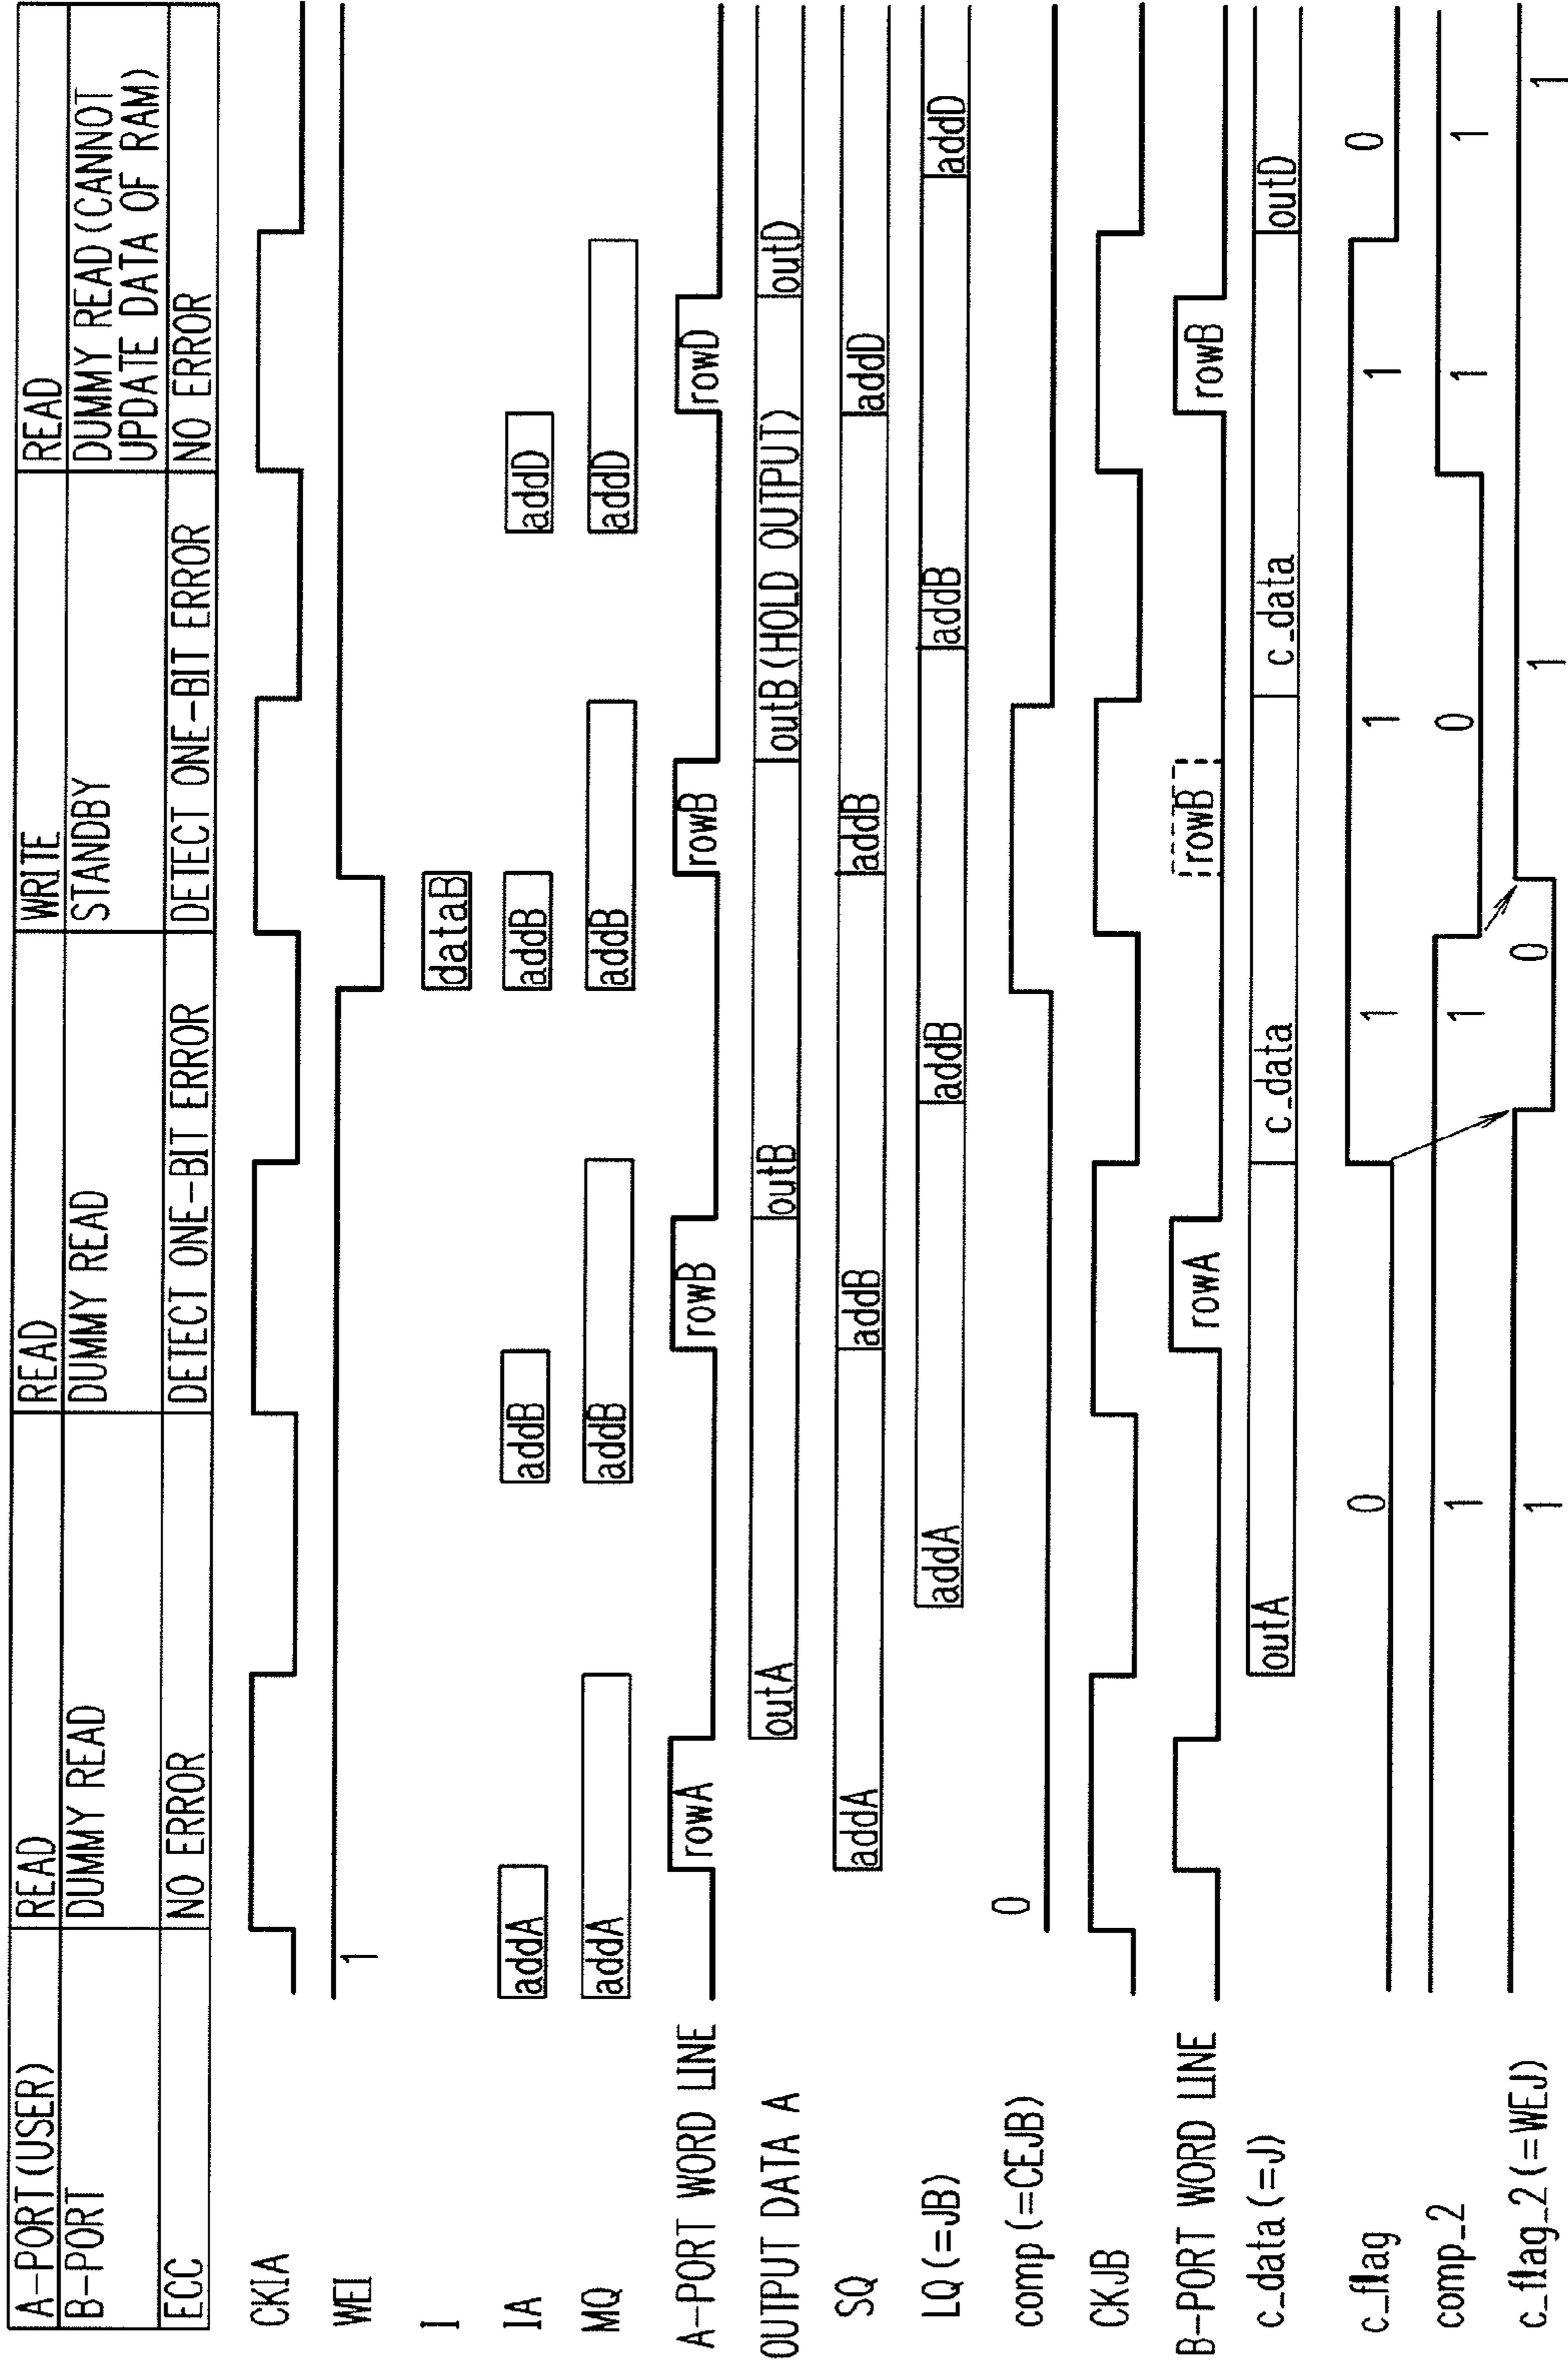 A-PORT(USER) READ READ WRITE READ
B-PORT DUMMY READ DUMMY READ STANDBY DUMMY READ(CANNOT
UPDATE DATA OF RAM)
ECC NO ERROR DETECT ONE-BIT ERROR DETECT ONE-BIT ERROR NO ERROR
CKIA
WEI 1
I dataB
IA addA addB addB addD
MQ addA addB addB addD
A-PORT WORD LINE rowA rowB rowB rowD
OUTPUT DATA A outA outB outB(HOLD OUTPUT) outD
SQ addA addB addB addD
LQ(=JB) addA addB addB addD
comp(=CEJB) 0
CKJB
B-PORT WORD LINE rowA rowB rowB
c_data(=J) outA c_data c_data outD
c_flag 0 1 1 1 0
comp_2 1 1 0 1 1
c_flag_2(=WEJ) 1 0 1 1